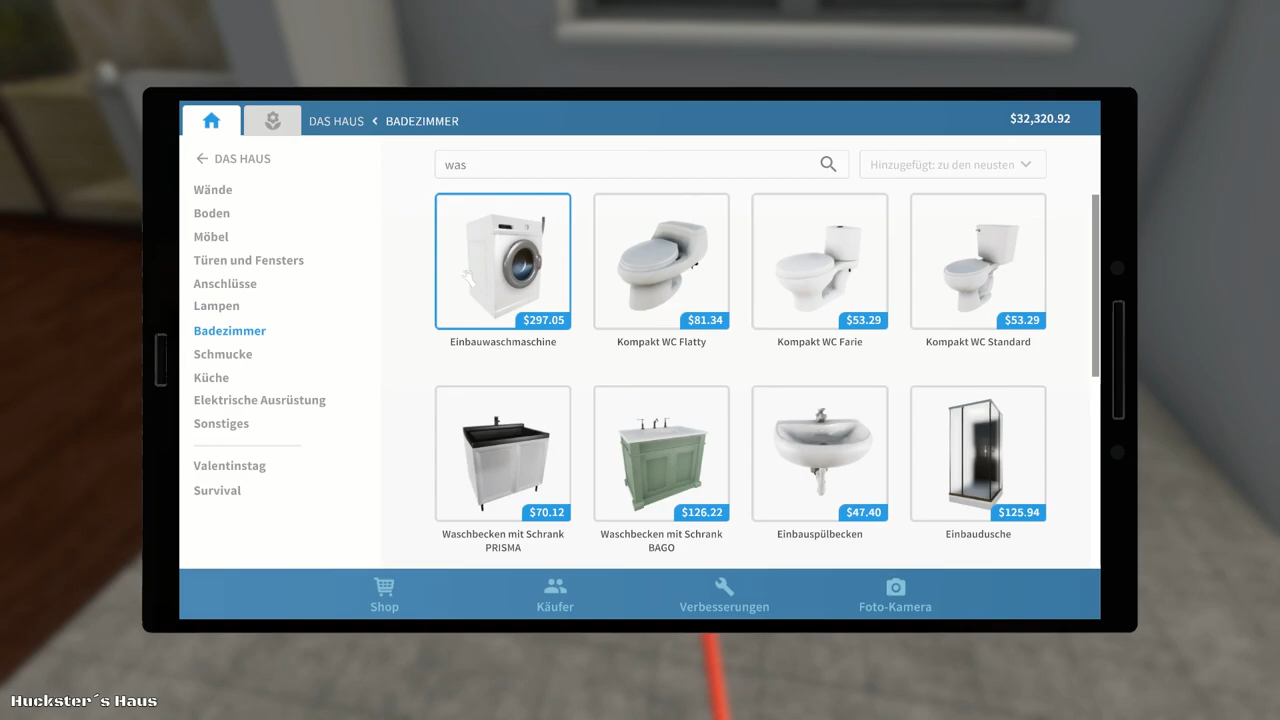 DAS HAUS < BADEZIMMER
$32,320.92
← DAS HAUS
Wände
Boden
Möbel
Türen und Fensters
Anschlüsse
Lampen
Badezimmer
Schmucke
Küche
Elektrische Ausrüstung
Sonstiges
Valentinstag
Survival
was
Hinzugefügt: zu den neusten
$297.05
Einbauwaschmaschine
$81.34
Kompakt WC Flatty
$53.29
Kompakt WC Farie
$53.29
Kompakt WC Standard
$70.12
Waschbecken mit Schrank
PRISMA
$126.22
Waschbecken mit Schrank
BAGO
$47.40
Einbauspülbecken
$125.94
Einbaudusche
Shop
Käufer
Verbesserungen
Foto-Kamera
Huckster´s Haus